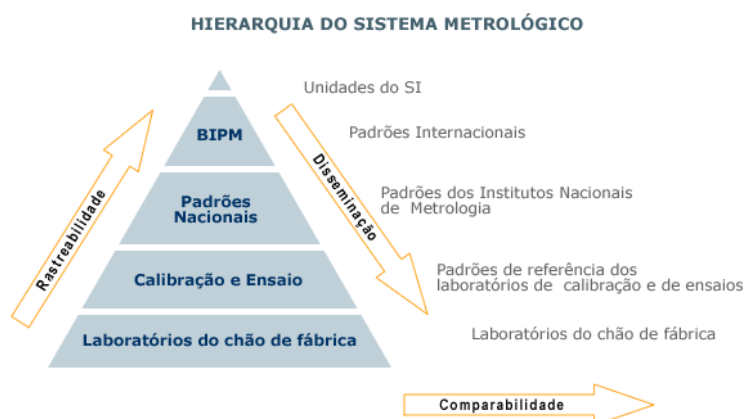 HIERARQUIA DO SISTEMA METROLÓGICO
Unidades do SI
BIPM
Padrões Internacionais
Padrões
Nacionais
Padrões dos Institutos Nacionais
de Metrologia
Calibração e Ensaio
Padrões de referência dos
laboratórios de calibração e de ensaios
Laboratórios do chão de fábrica
Laboratórios do chão de fábrica
Rastreabilidade
Disseminação
Comparabilidade